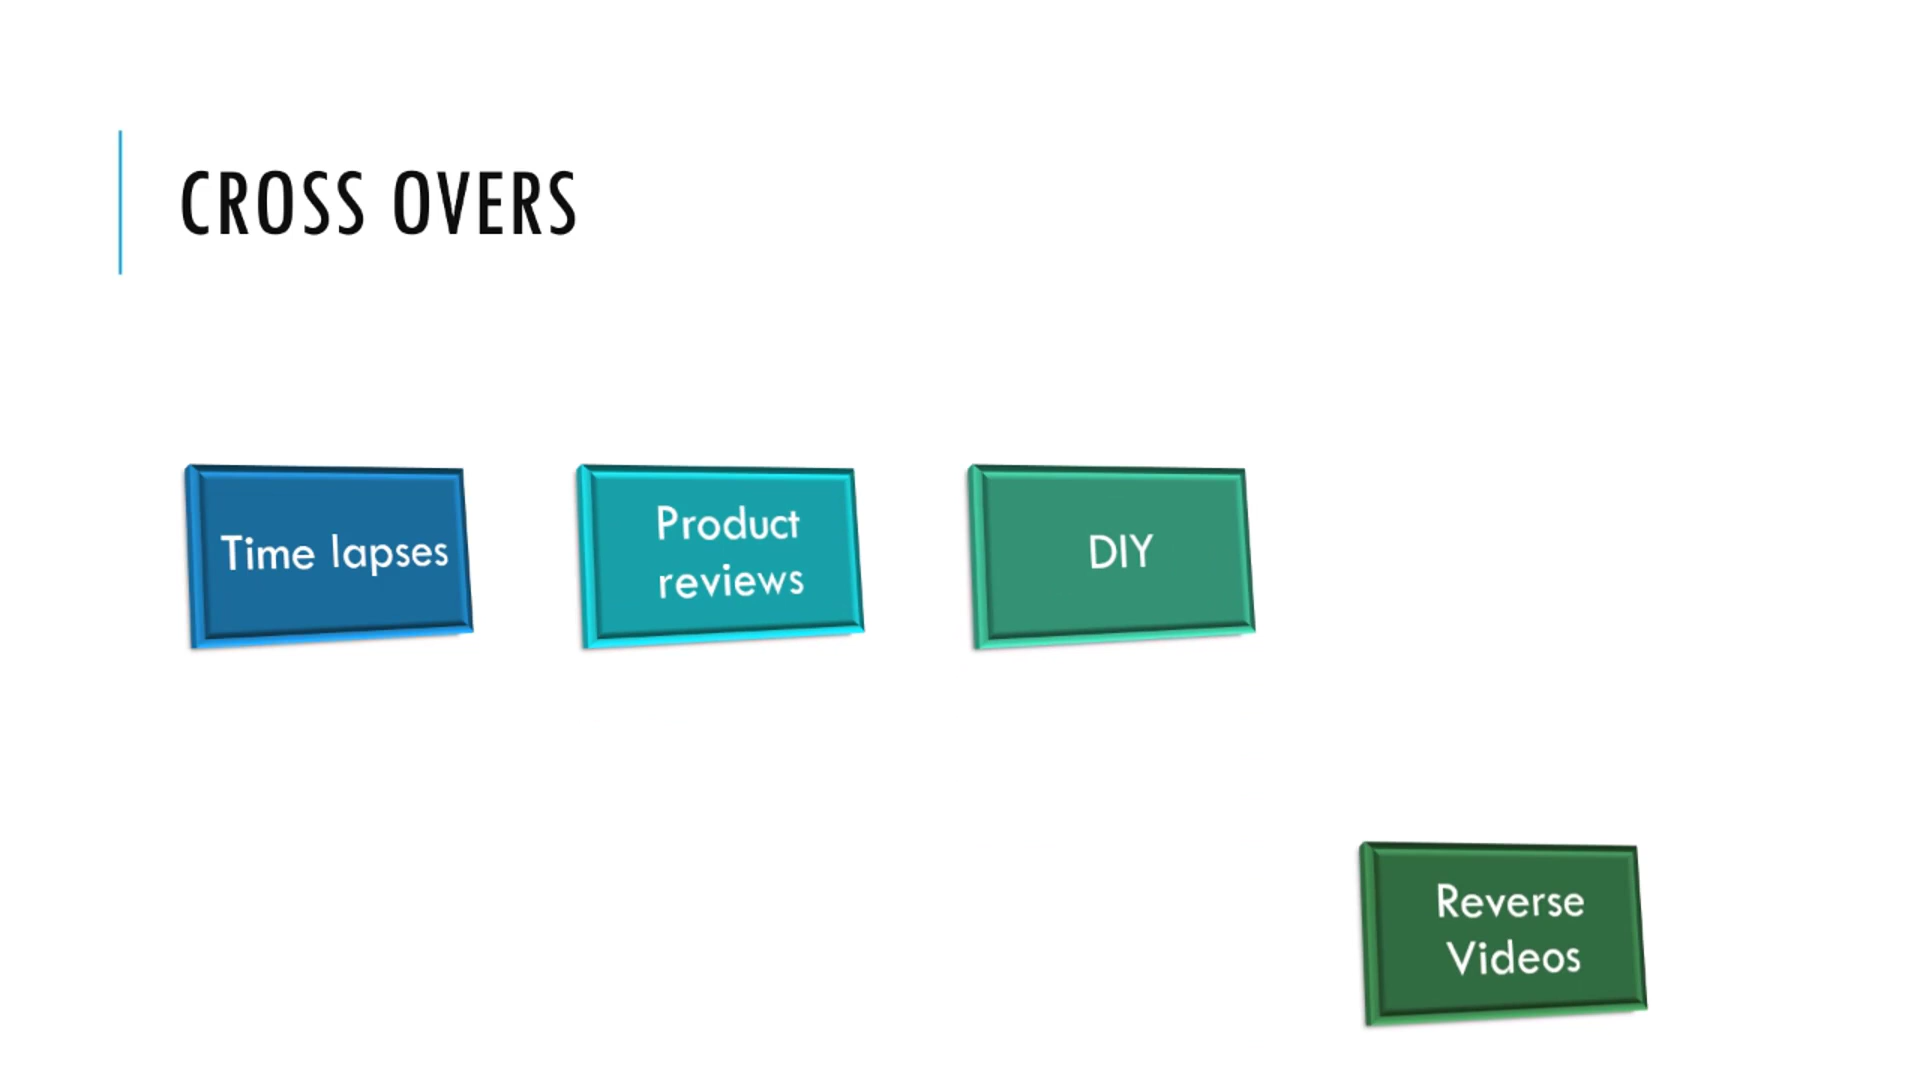 CROSS OVERS
Time lapses
Product
reviews
DIY
Reverse
Videos